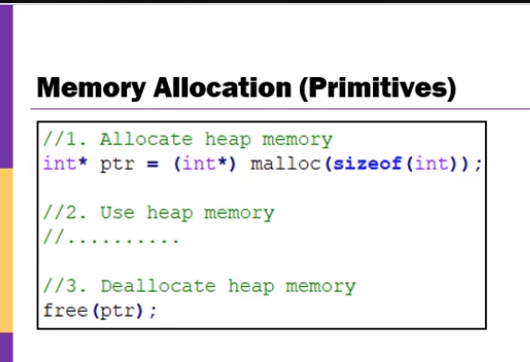 Memory Allocation (Primitives)
//1. Allocate heap memory
int* ptr = (int*) malloc(sizeof(int));
//2. Use heap memory
//..........
//3. Deallocate heap memory
free(ptr);